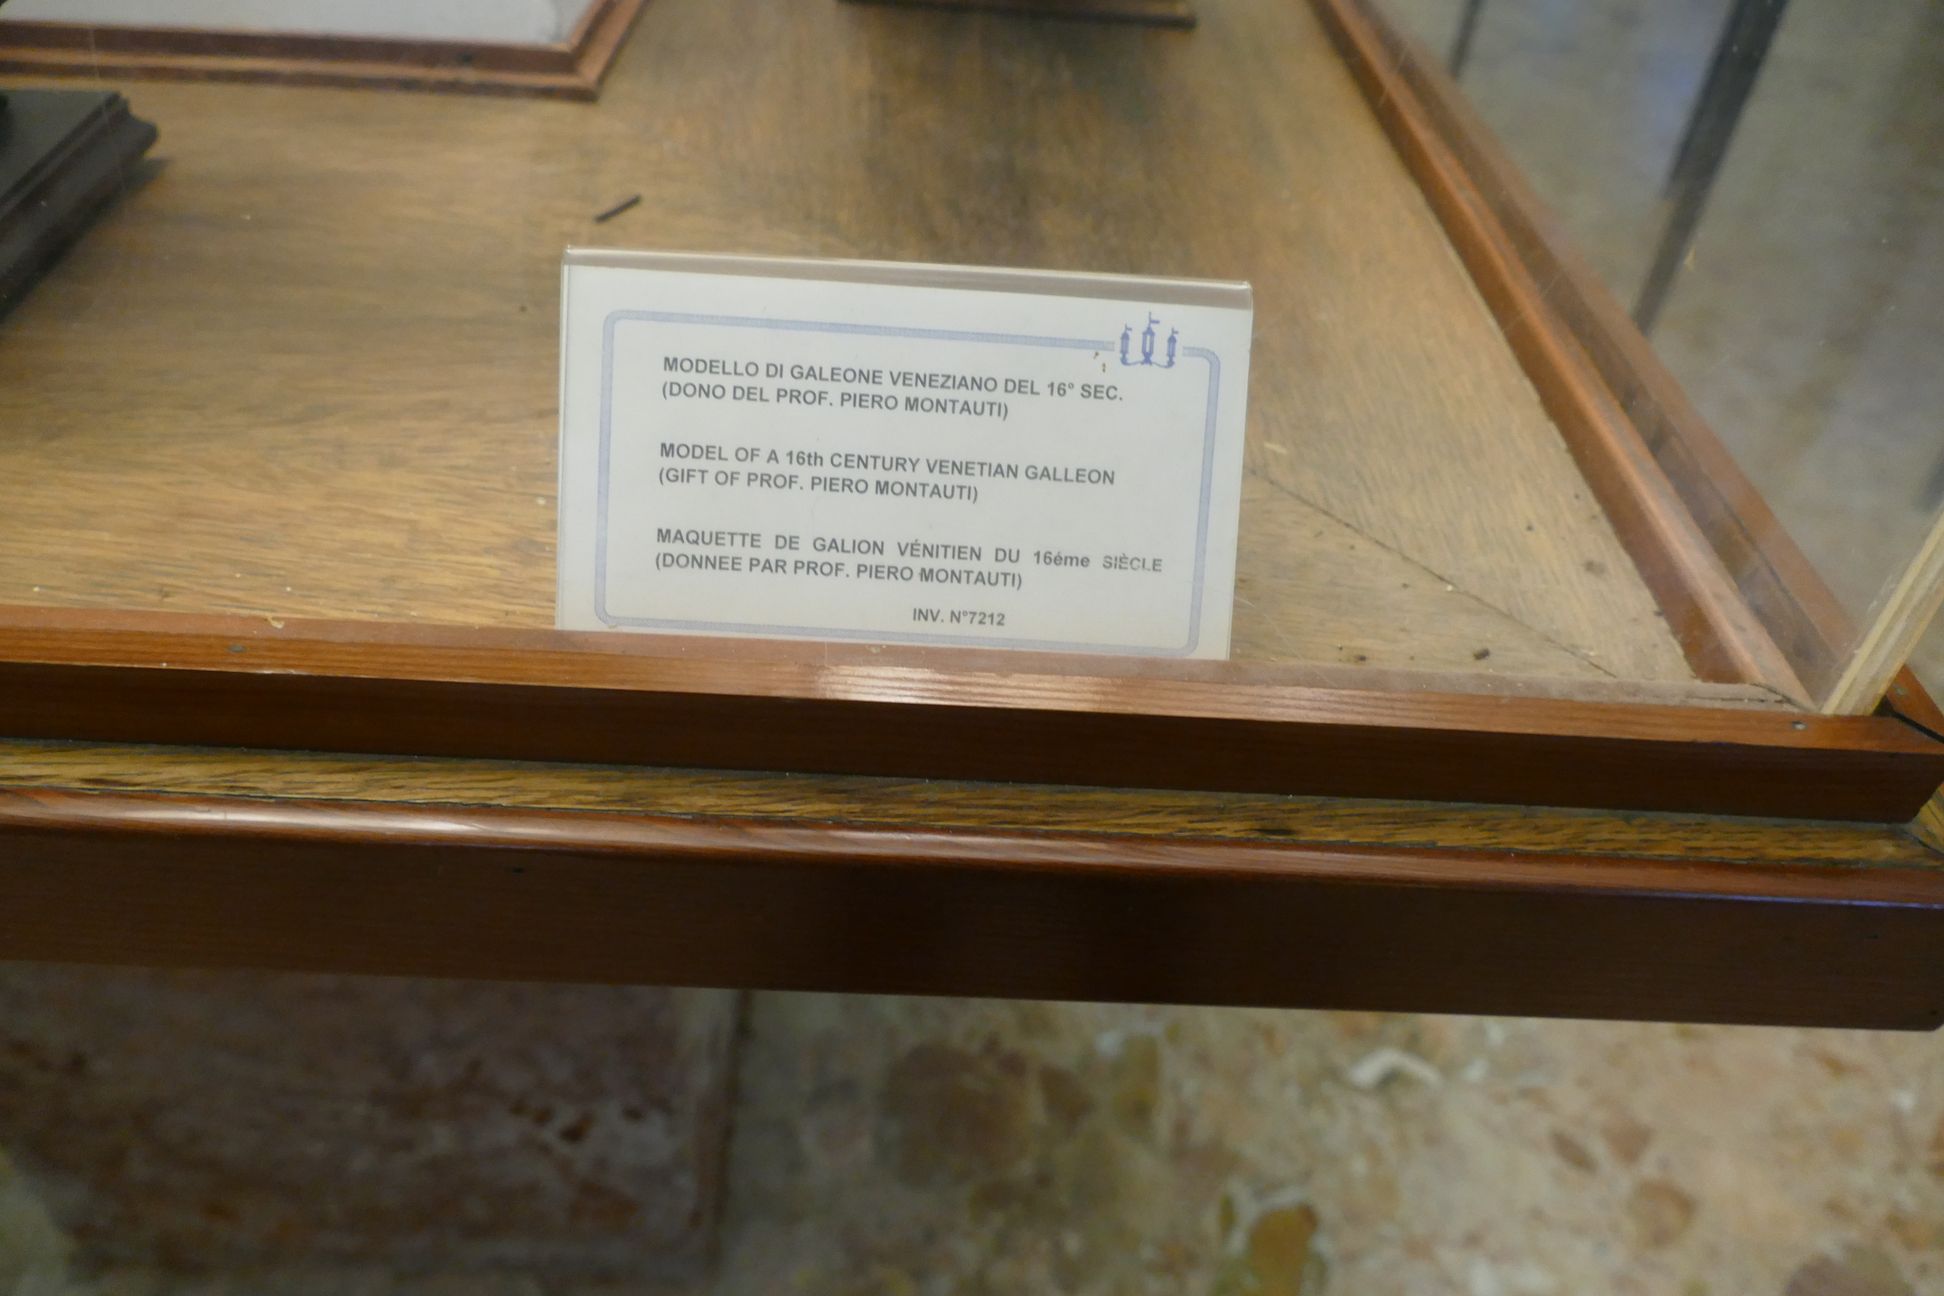 MODELLO DI GALEONE VENEZIANO DEL 16° SEC.
(DONO DEL PROF. PIERO MONTAUTI)
MODEL OF A 16th CENTURY VENETIAN GALLEON
(GIFT OF PROF. PIERO MONTAUTI)
MAQUETTE DE GALION VÉNITIEN DU 16éme SIÈCLE
(DONNEE PAR PROF. PIERO MONTAUTI)
INV. N°7212